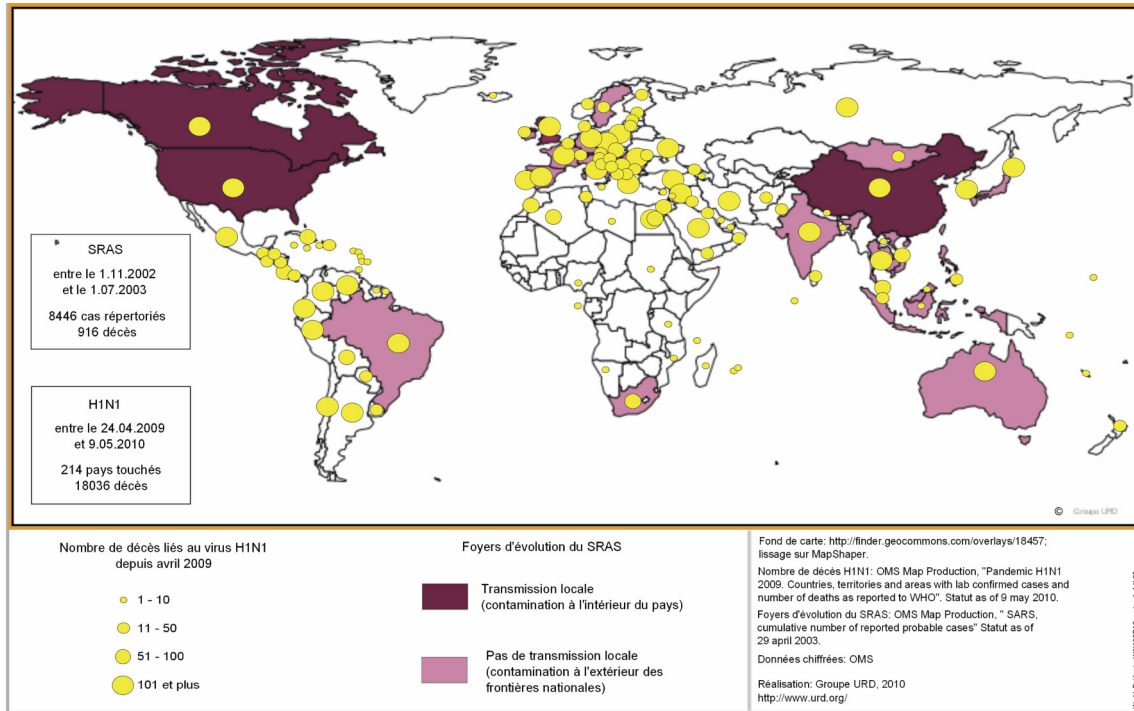 SRAS
entre le 1.11.2002
et le 1.07.2003
8446 cas répertoriés
916 décès
H1N1
entre le 24.04.2009
et 9.05.2010
214 pays touchés
18036 décès
© Groupe URD
Nombre de décès liés au virus H1N1
depuis avril 2009
1 - 10
11 - 50
51 - 100
101 et plus
Foyers d'évolution du SRAS
Transmission locale
(contamination à l'intérieur du pays)
Pas de transmission locale
(contamination à l'extérieur des
frontières nationales)
Fond de carte: http://finder.geocommons.com/overlays/18457;
lissage sur MapShaper.
Nombre de décès H1N1: OMS Map Production, "Pandemic H1N1
2009. Countries, territories and areas with lab confirmed cases and
number of deaths as reported to WHO". Statut as of 9 may 2010.
Foyers d'évolution du SRAS: OMS Map Production, " SARS,
cumulative number of reported probable cases" Statut as of
29 april 2003.
Données chiffrées: OMS
Réalisation: Groupe URD, 2010
http://www.urd.org/